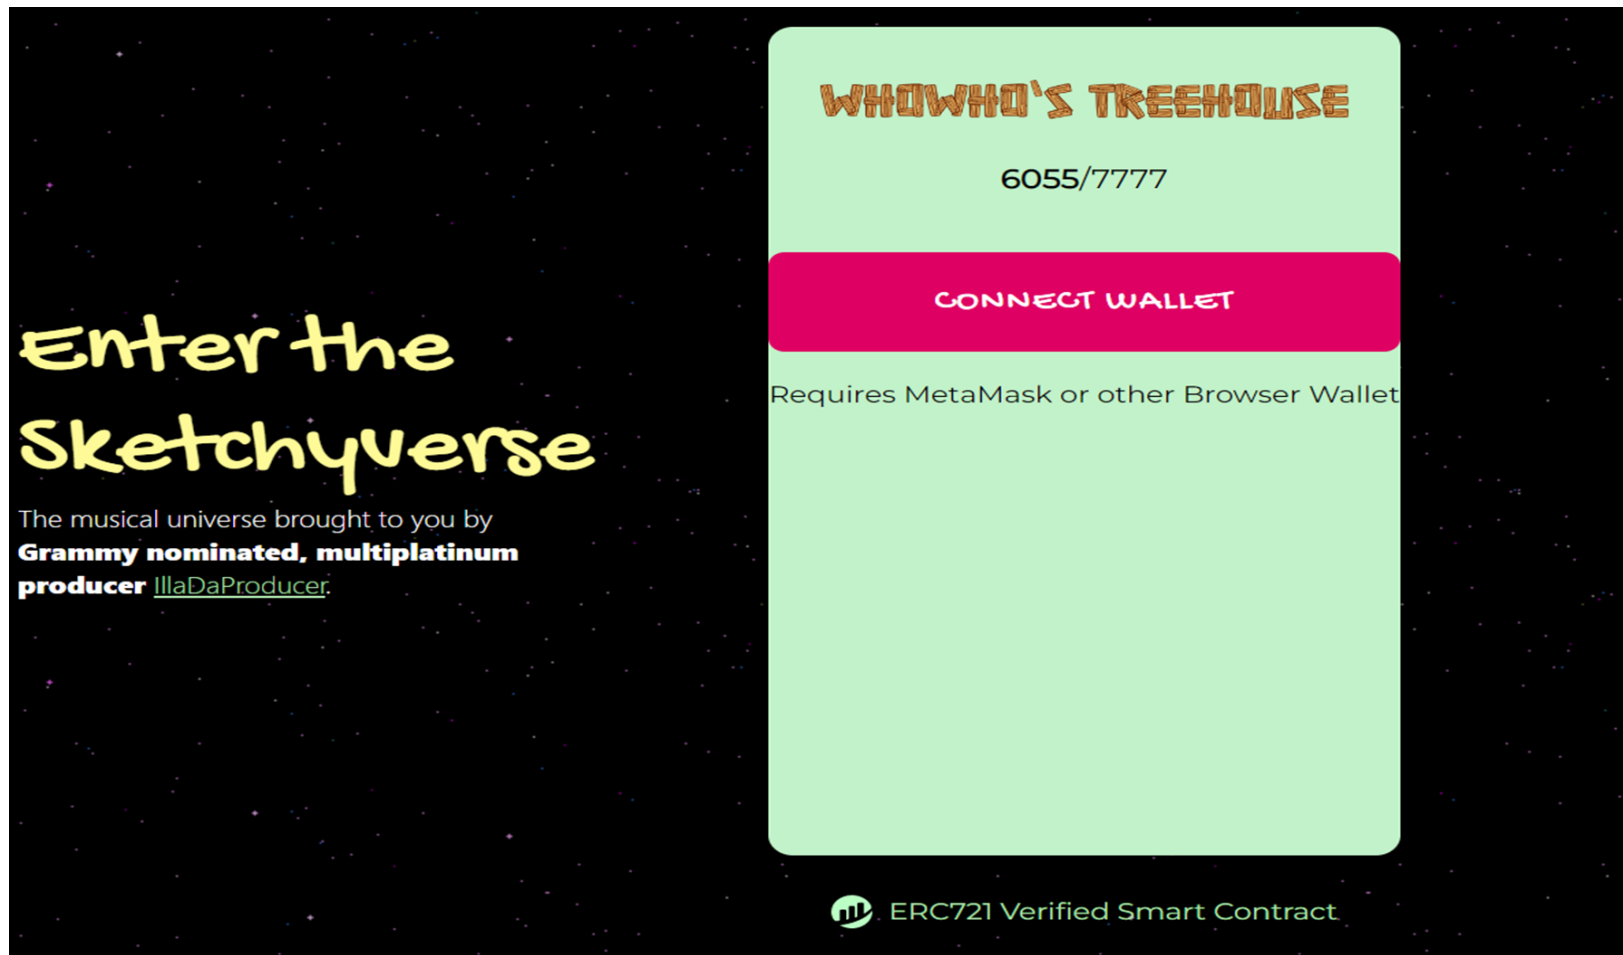 Enter the
Sketchyverse
The musical universe brought to you by
Grammy nominated, multiplatinum
producer IllaDaProducer.
WHOWHO'S TREEHOUSE
6055/7777
CONNECT WALLET
Requires MetaMask or other Browser Wallet
ERC721 Verified Smart Contract